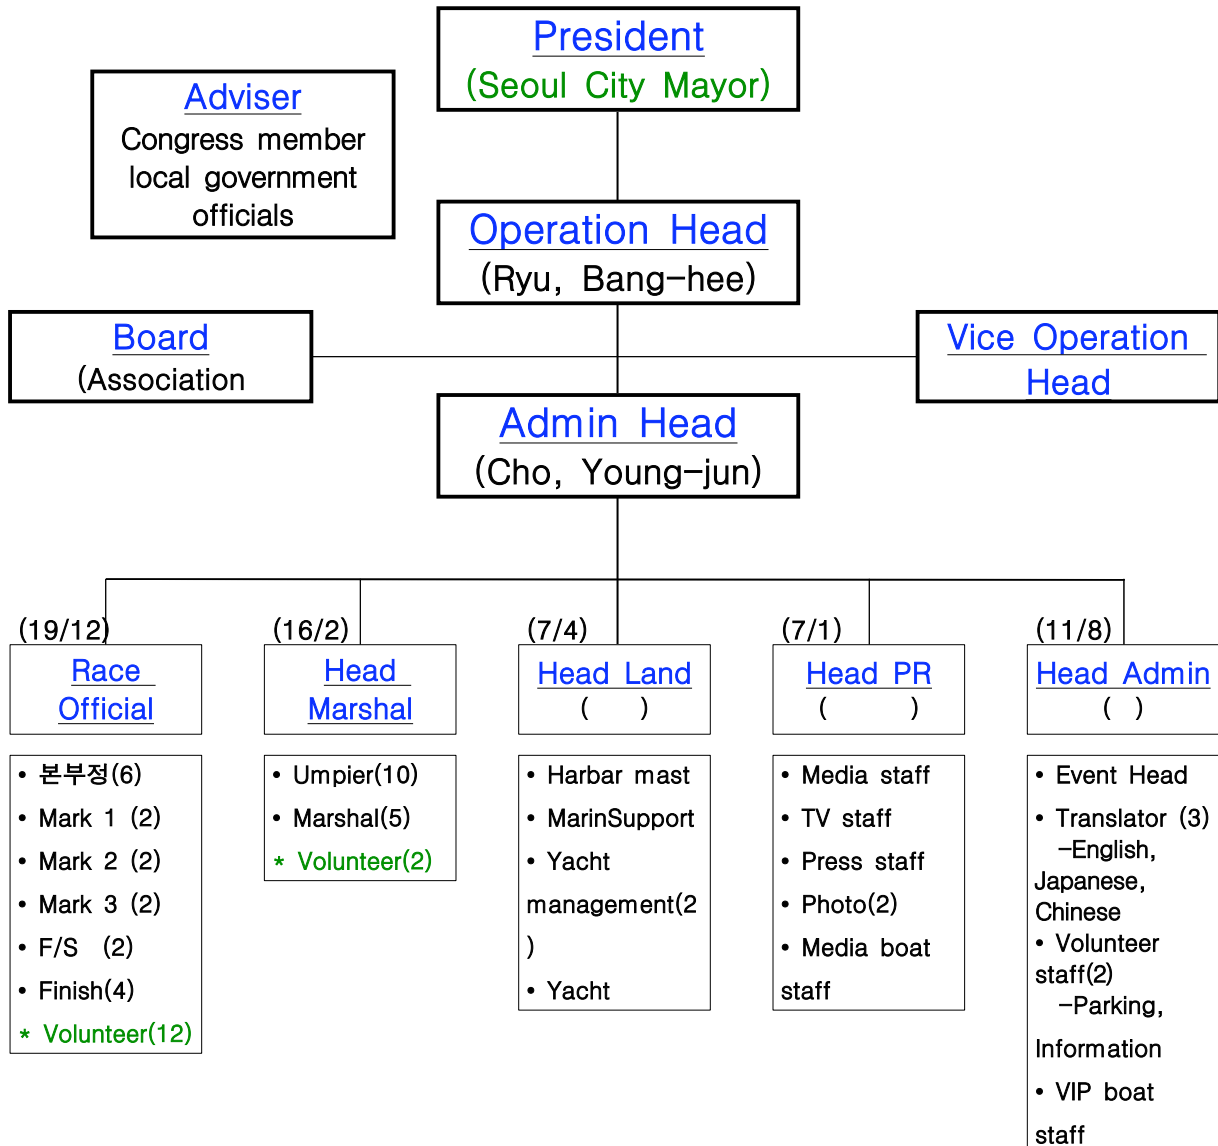 President
(Seoul City Mayor)
Adviser
Congress member
local government
officials
Operation Head
(Ryu, Bang-hee)
Board
(Association
Vice Operation
Head
Admin Head
(Cho, Young-jun)
(19/12)
Race
Official
• 본부정(6)
• Mark 1 (2)
• Mark 2 (2)
• Mark 3 (2)
• F/S (2)
• Finish(4)
* Volunteer(12)
(16/2)
Head
Marshal
• Umpier(10)
• Marshal(5)
* Volunteer(2)
(7/4)
Head Land
( )
• Harbar mast
• MarinSupport
• Yacht
management(2
)
• Yacht
(7/1)
Head PR
( )
• Media staff
• TV staff
• Press staff
• Photo(2)
• Media boat
staff
(11/8)
Head Admin
( )
• Event Head
• Translator (3)
-English,
Japanese,
Chinese
• Volunteer
staff(2)
-Parking,
Information
• VIP boat
staff